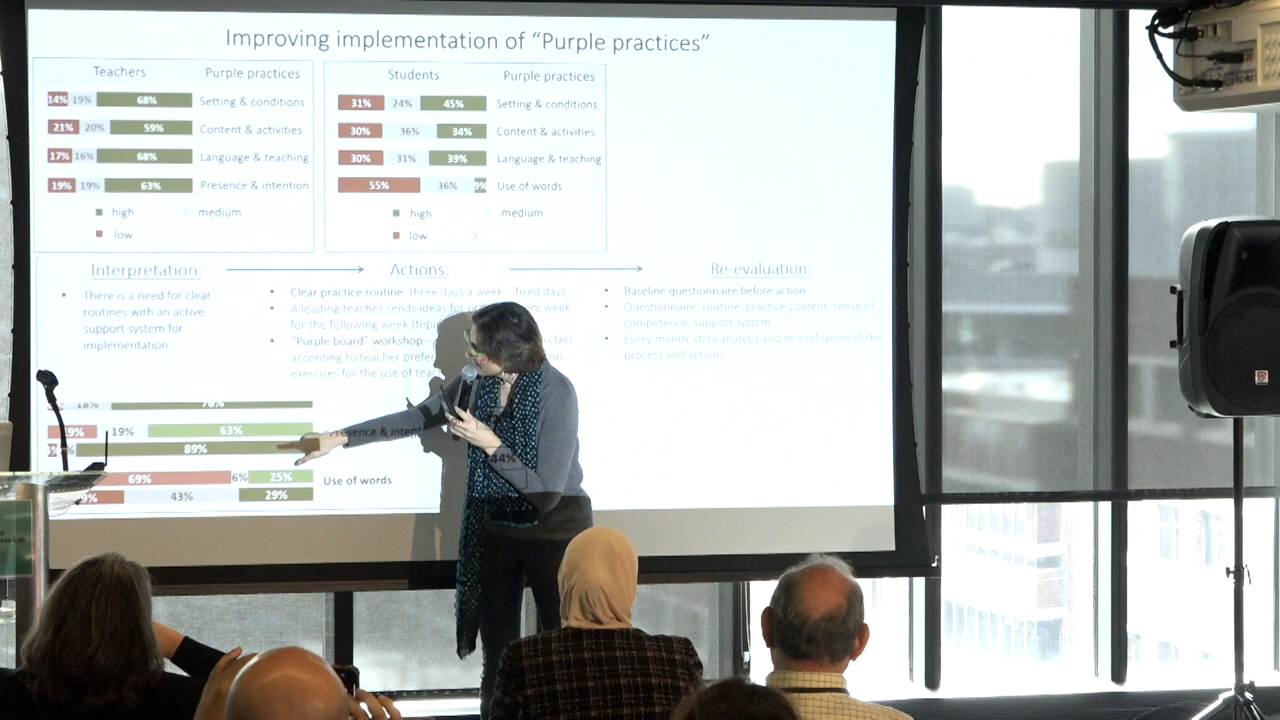 Improving implementation of “Purple practices”
Teachers Purple practices
14% 19% 68% Setting & conditions
21% 20% 59% Content & activities
17% 16% 68% Language & teaching
19% 19% 63% Presence & intention
high medium
low
Students Purple practices
31% 24% 45% Setting & conditions
30% 36% 34% Content & activities
30% 31% 39% Language & teaching
55% 36% 9% Use of words
high medium
low
Interpretation:
• There is a need for clear
routines with an active
support system for
implementation
Actions:
• Clear practice routine: three days a week – fixed days
• A leading teacher sends ideas for week
for the following week
• “Purple board” workshop – class
according to teacher
exercises for the use of
Re-evaluation:
• Baseline questionnaire before action
• Questionnaire: routine, practice content, sense of
competence, support system
• Every month: data analysis and re-evaluation of the
process and actions
18% 70%
19% 63% Presence &
89%
69% 6% 25% Use of words
43% 29%
44%